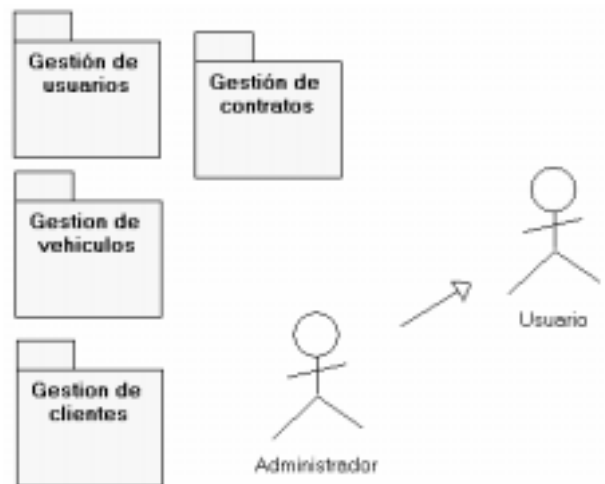 Gestión de
usuarios
Gestión de
contratos
Gestion de
vehiculos
Usuario
Gestion de
clientes
Administrador